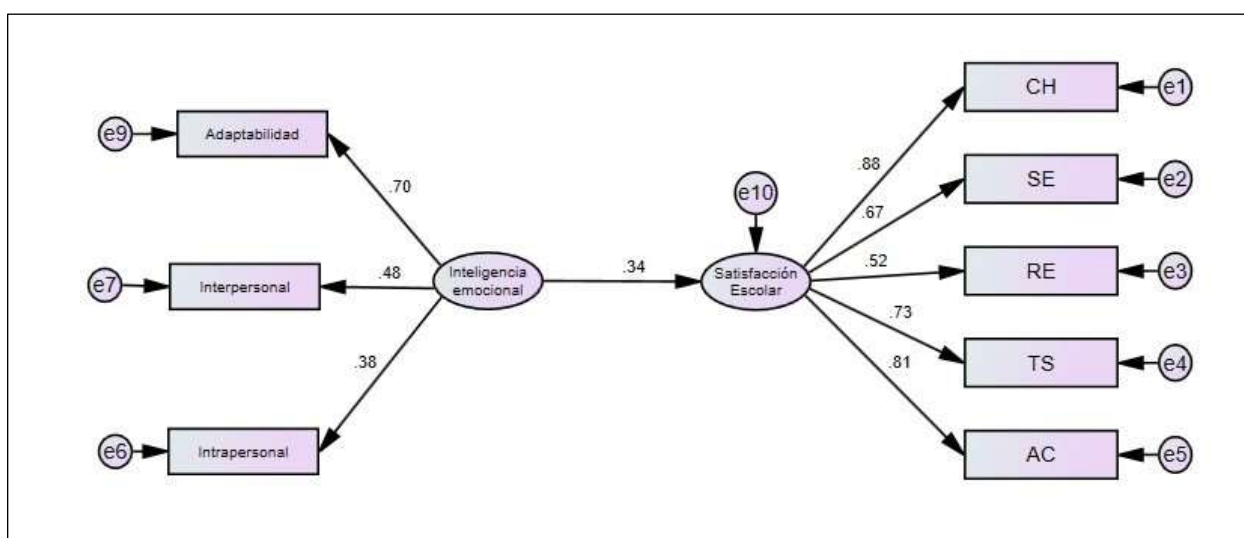 CH
e1
e9
Adaptabilidad
.88
.70
SE
e2
e10
.67
e7
Interpersonal
.48
Inteligencia
emocional
.34
Satisfacción
Escolar
.52
RE
e3
.38
.73
TS
e4
.81
e6
Intrapersonal
AC
e5